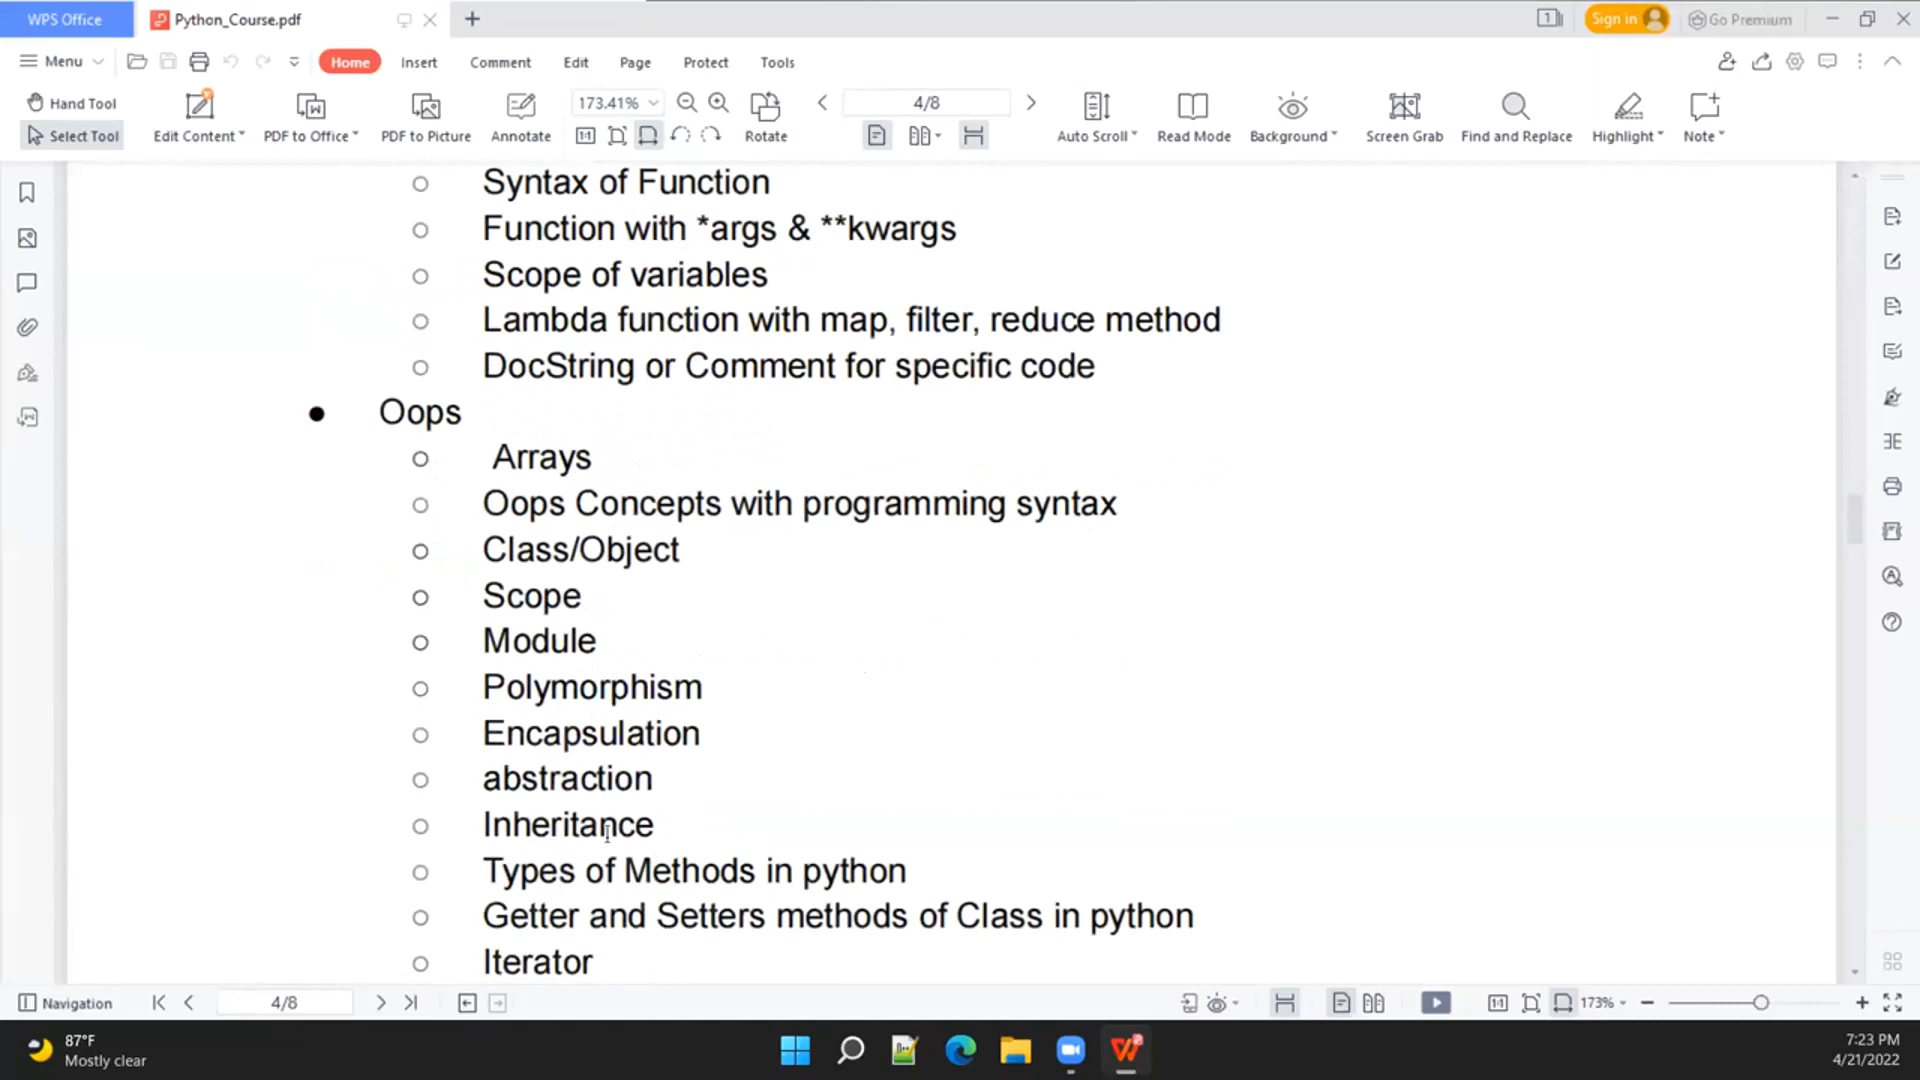 WPS Office
Python_Course.pdf
1
Sign in
Go Premium
Menu
Home
Insert
Comment
Edit
Page
Protect
Tools
Hand Tool
Select Tool
Edit Content
PDF to Office
PDF to Picture
Annotate
173.41%
Rotate
4/8
Auto Scroll
Read Mode
Background
Screen Grab
Find and Replace
Highlight
Note
Syntax of Function
Function with *args & **kwargs
Scope of variables
Lambda function with map, filter, reduce method
DocString or Comment for specific code
Oops
Arrays
Oops Concepts with programming syntax
Class/Object
Scope
Module
Polymorphism
Encapsulation
abstraction
Inheritance
Types of Methods in python
Getter and Setters methods of Class in python
Iterator
Navigation
4/8
173%
87°F
Mostly clear
7:23 PM
4/21/2022